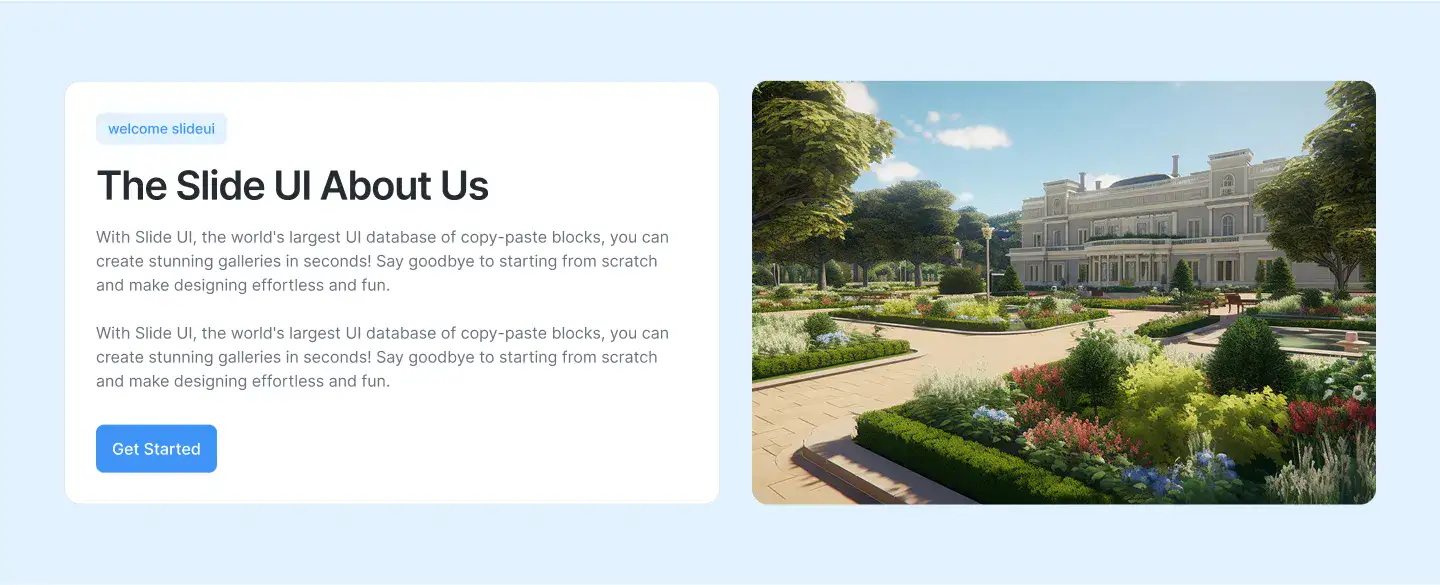 welcome slideui
The Slide UI About Us
With Slide UI, the world's largest UI database of copy-paste blocks, you can
create stunning galleries in seconds! Say goodbye to starting from scratch
and make designing effortless and fun.
With Slide UI, the world's largest UI database of copy-paste blocks, you can
create stunning galleries in seconds! Say goodbye to starting from scratch
and make designing effortless and fun.
Get Started